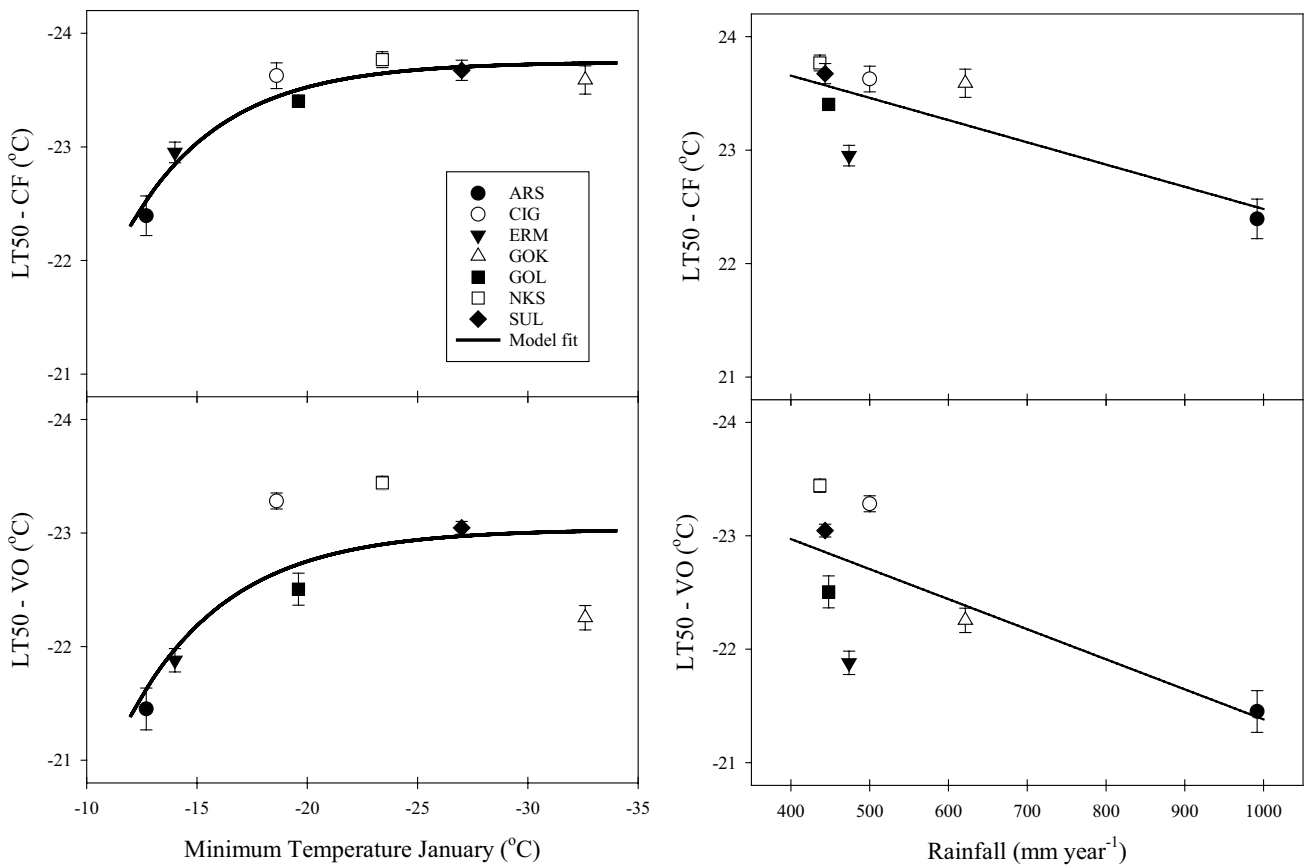 -24
-23
-22
-21
LT50 - CF (°C)
ARS
CIG
ERM
GOK
GOL
NKS
SUL
Model fit
24
23
22
21
LT50 - CF (°C)
-24
-23
-22
-21
LT50 - VO (°C)
-10
-15
-20
-25
-30
-35
Minimum Temperature January (°C)
-24
-23
-22
-21
LT50 - VO (°C)
400
500
600
700
800
900
1000
Rainfall (mm year⁻¹)